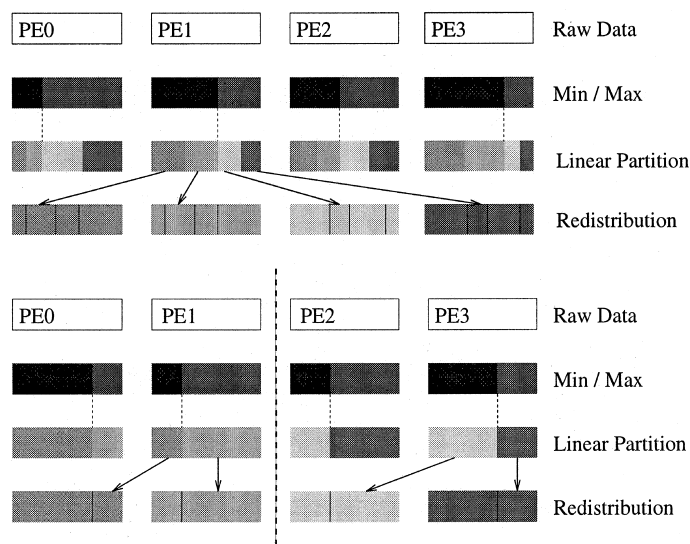 PE0 PE1 PE2 PE3 Raw Data
Min / Max
Linear Partition
Redistribution
PE0 PE1 PE2 PE3 Raw Data
Min / Max
Linear Partition
Redistribution